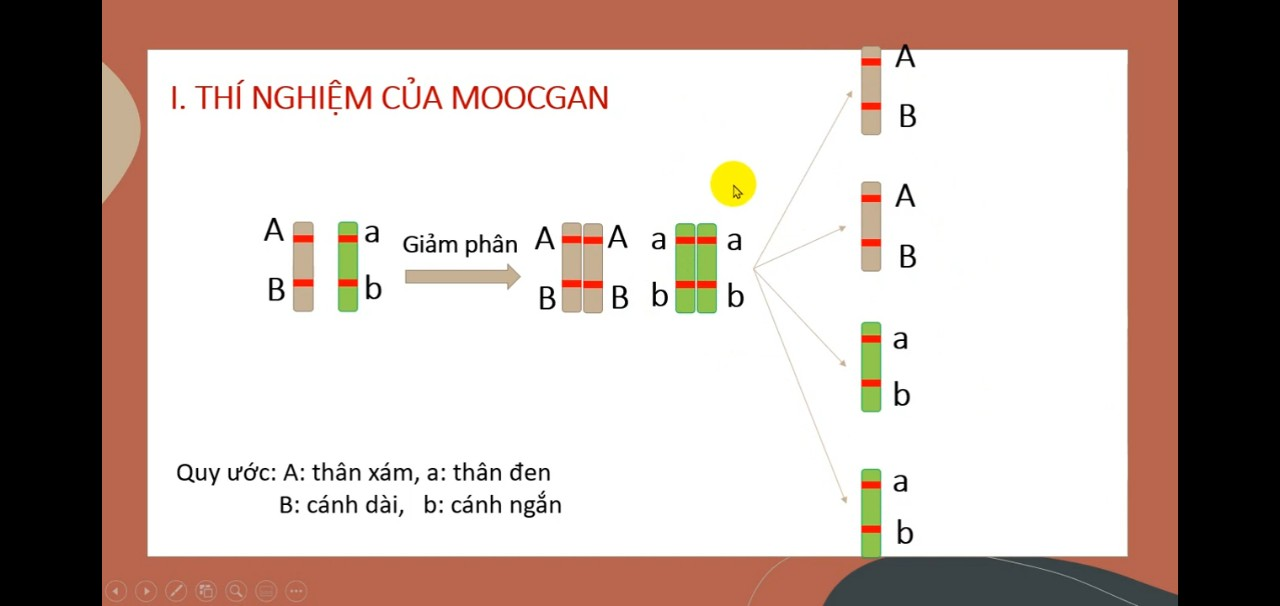 I. THÍ NGHIỆM CỦA MOOCGAN
A a
B b
Giảm phân
A A a a
B B b b
A
B
A
B
a
b
a
b
Quy ước: A: thân xám, a: thân đen
B: cánh dài, b: cánh ngắn